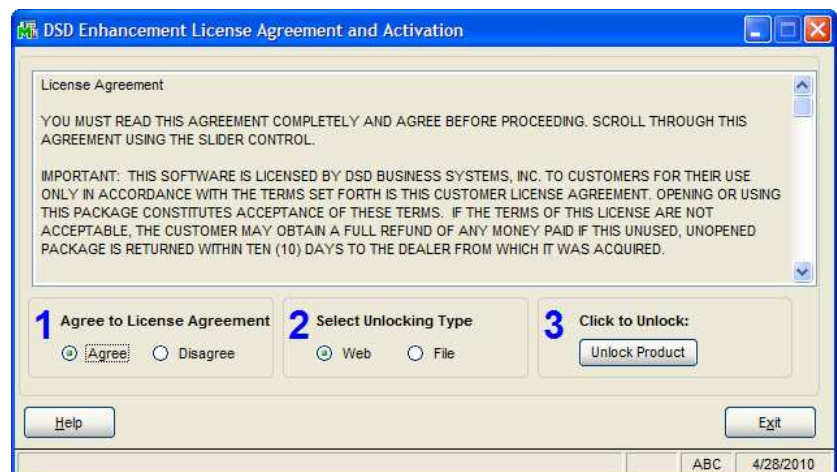 DSD Enhancement License Agreement and Activation
License Agreement
YOU MUST READ THIS AGREEMENT COMPLETELY AND AGREE BEFORE PROCEEDING. SCROLL THROUGH THIS
AGREEMENT USING THE SLIDER CONTROL.
IMPORTANT: THIS SOFTWARE IS LICENSED BY DSD BUSINESS SYSTEMS, INC. TO CUSTOMERS FOR THEIR USE
ONLY IN ACCORDANCE WITH THE TERMS SET FORTH IS THIS CUSTOMER LICENSE AGREEMENT. OPENING OR USING
THIS PACKAGE CONSTITUTES ACCEPTANCE OF THESE TERMS. IF THE TERMS OF THIS LICENSE ARE NOT
ACCEPTABLE, THE CUSTOMER MAY OBTAIN A FULL REFUND OF ANY MONEY PAID IF THIS UNUSED, UNOPENED
PACKAGE IS RETURNED WITHIN TEN (10) DAYS TO THE DEALER FROM WHICH IT WAS ACQUIRED.
1 Agree to License Agreement
Agree Disagree
2 Select Unlocking Type
Web File
3 Click to Unlock:
Unlock Product
Help Exit
ABC 4/28/2010